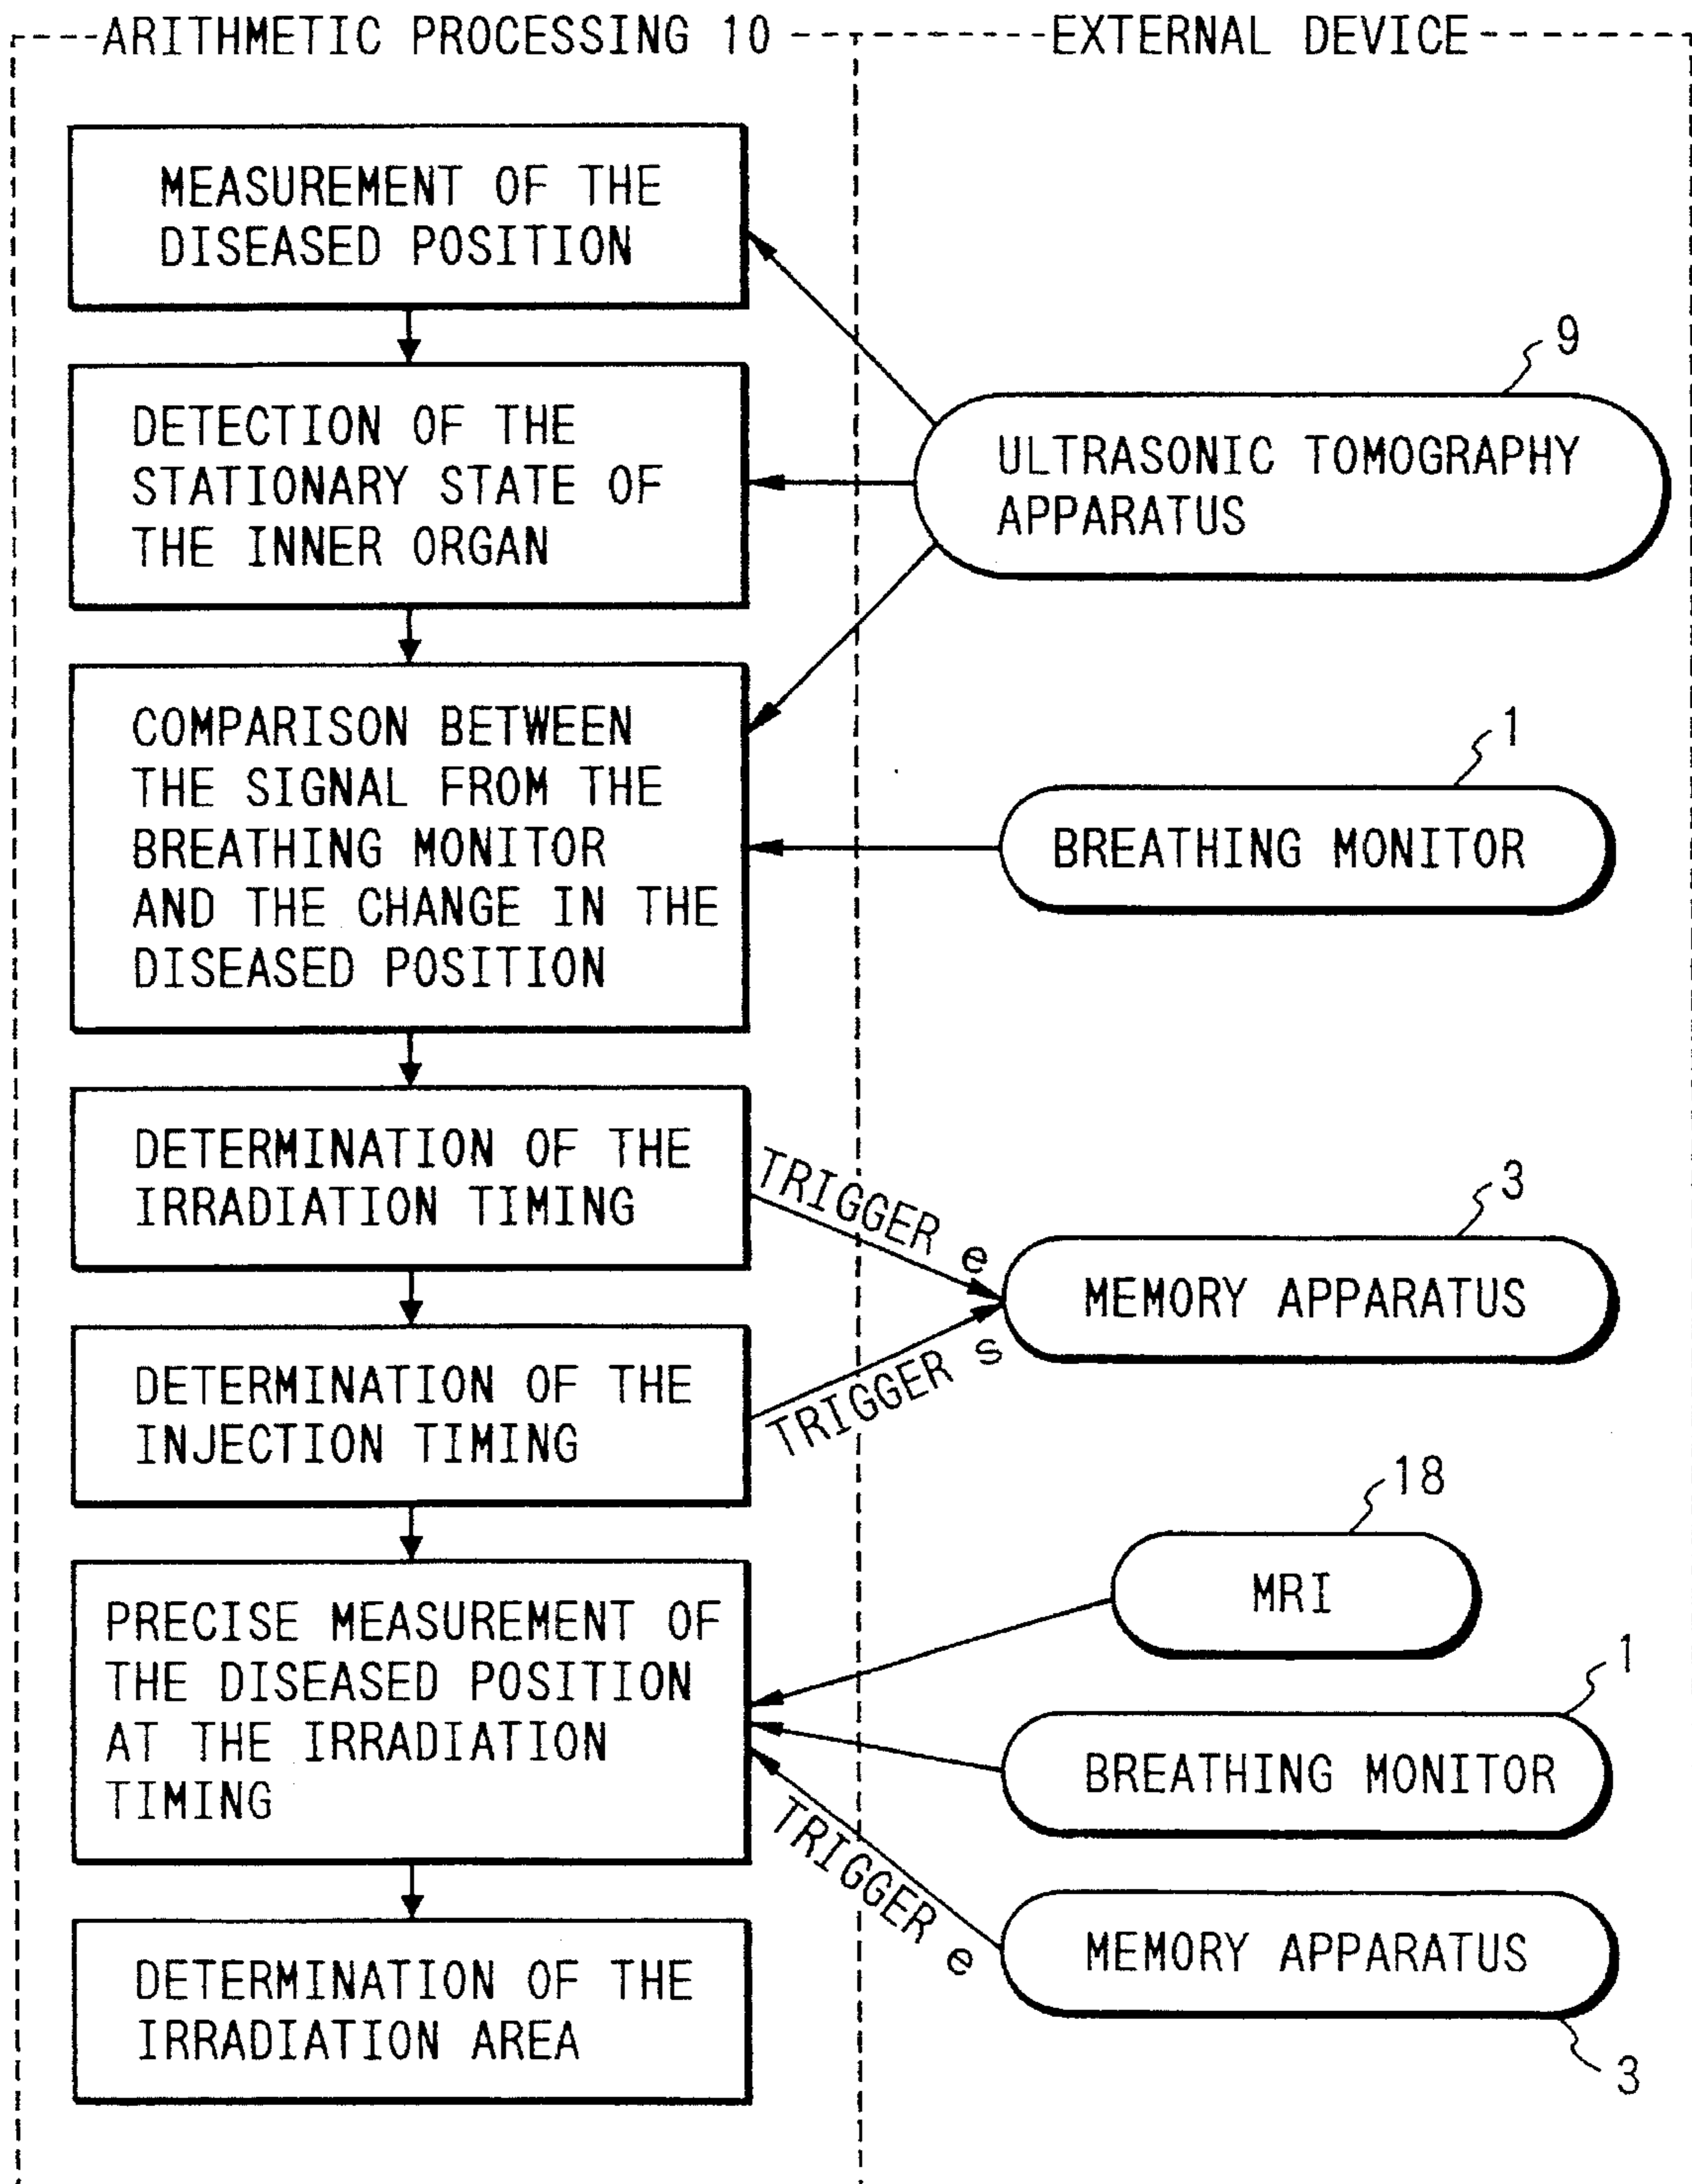 ARITHMETIC PROCESSING 10
EXTERNAL DEVICE
MEASUREMENT OF THE
DISEASED POSITION
9
DETECTION OF THE
STATIONARY STATE OF
THE INNER ORGAN
ULTRASONIC TOMOGRAPHY
APPARATUS
COMPARISON BETWEEN
THE SIGNAL FROM THE
BREATHING MONITOR
AND THE CHANGE IN THE
DISEASED POSITION
1
BREATHING MONITOR
DETERMINATION OF THE
IRRADIATION TIMING
TRIGGER e
3
MEMORY APPARATUS
DETERMINATION OF THE
INJECTION TIMING
TRIGGER s
18
MRI
PRECISE MEASUREMENT OF
THE DISEASED POSITION
AT THE IRRADIATION
TIMING
1
BREATHING MONITOR
TRIGGER e
MEMORY APPARATUS
3
DETERMINATION OF THE
IRRADIATION AREA